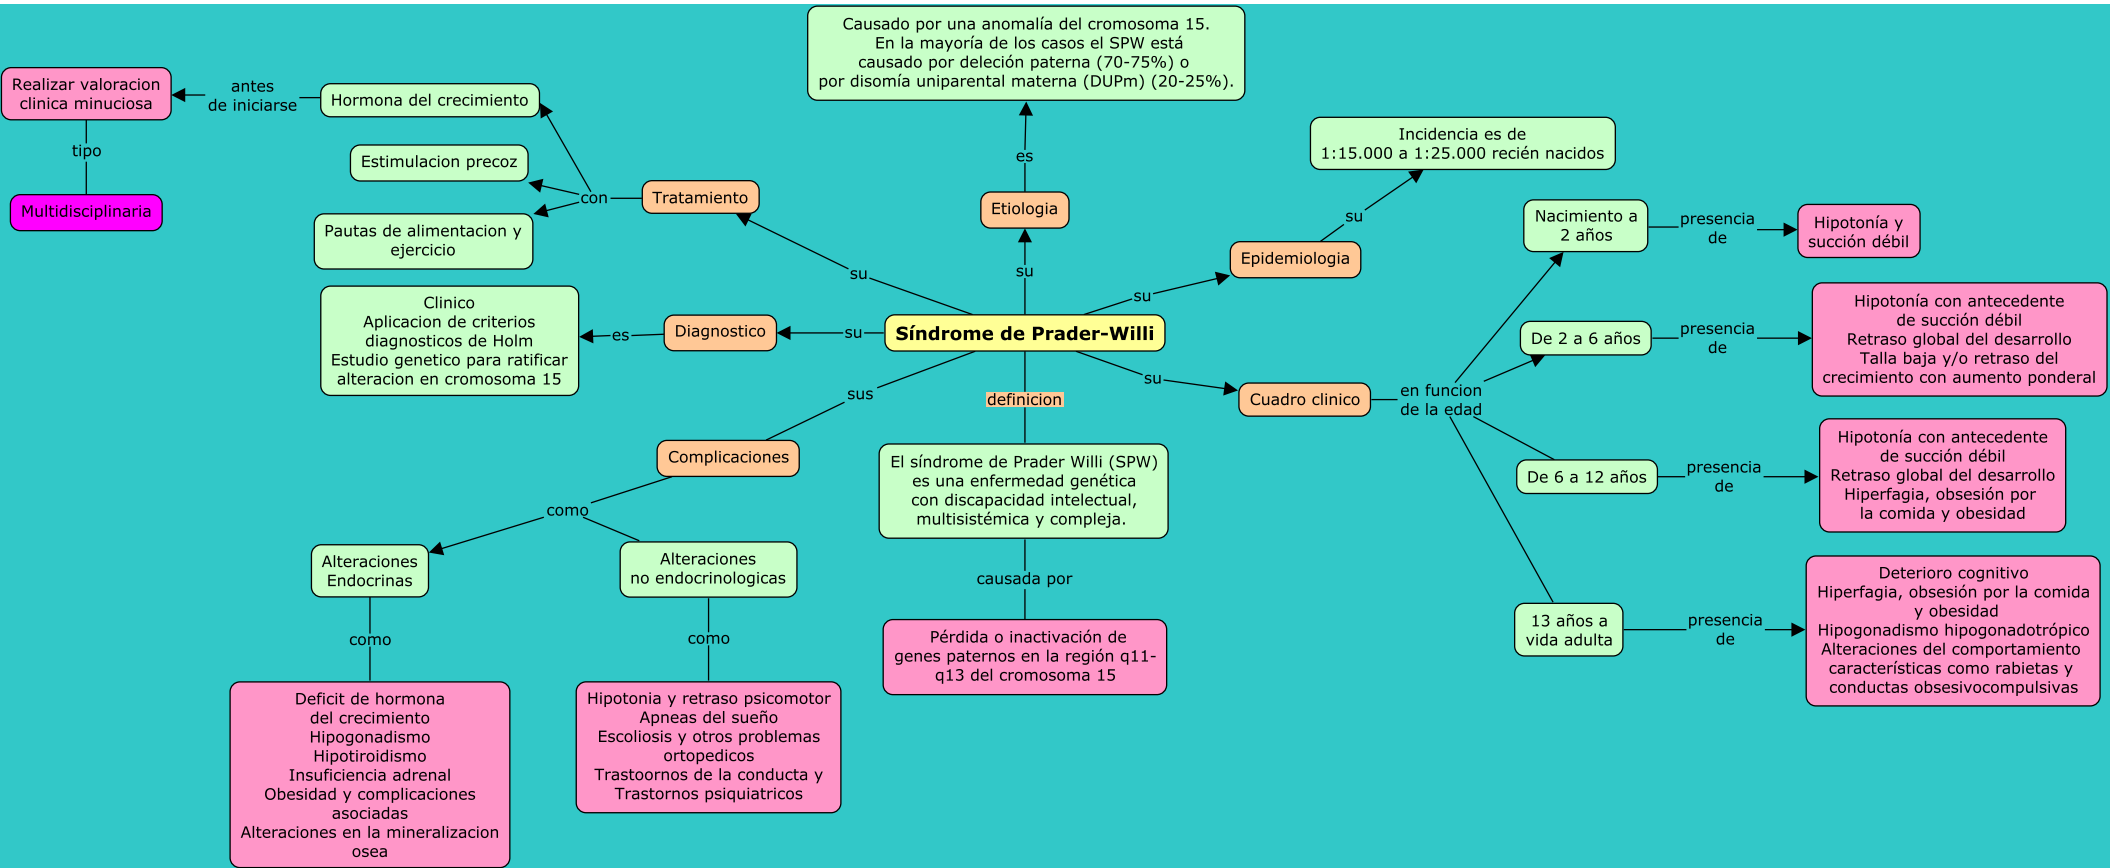 Causado por una anomalía del cromosoma 15.
En la mayoría de los casos el SPW está
causado por deleción paterna (70-75%) o
por disomía uniparental materna (DUPm) (20-25%).
es
Etiologia
su
Realizar valoracion
clinica minuciosa
antes
de iniciarse
Hormona del crecimiento
tipo
Multidisciplinaria
Estimulacion precoz
Pautas de alimentacion y
ejercicio
con
Tratamiento
su
Incidencia es de
1:15.000 a 1:25.000 recién nacidos
su
Epidemiologia
su
Síndrome de Prader-Willi
su
Diagnostico
es
Clinico
Aplicacion de criterios
diagnosticos de Holm
Estudio genetico para ratificar
alteracion en cromosoma 15
su
Cuadro clinico
en funcion
de la edad
Nacimiento a
2 años
presencia
de
Hipotonía y
succión débil
De 2 a 6 años
presencia
de
Hipotonía con antecedente
de succión débil
Retraso global del desarrollo
Talla baja y/o retraso del
crecimiento con aumento ponderal
De 6 a 12 años
presencia
de
Hipotonía con antecedente
de succión débil
Retraso global del desarrollo
Hiperfagia, obsesión por
la comida y obesidad
13 años a
vida adulta
presencia
de
Deterioro cognitivo
Hiperfagia, obsesión por la comida
y obesidad
Hipogonadismo hipogonadotrópico
Alteraciones del comportamiento
características como rabietas y
conductas obsesivocompulsivas
definicion
El síndrome de Prader Willi (SPW)
es una enfermedad genética
con discapacidad intelectual,
multisistémica y compleja.
causada por
Pérdida o inactivación de
genes paternos en la región q11-
q13 del cromosoma 15
sus
Complicaciones
como
Alteraciones
Endocrinas
como
Deficit de hormona
del crecimiento
Hipogonadismo
Hipotiroidismo
Insuficiencia adrenal
Obesidad y complicaciones
asociadas
Alteraciones en la mineralizacion
osea
Alteraciones
no endocrinologicas
como
Hipotonia y retraso psicomotor
Apneas del sueño
Escoliosis y otros problemas
ortopedicos
Trastoornos de la conducta y
Trastornos psiquiatricos